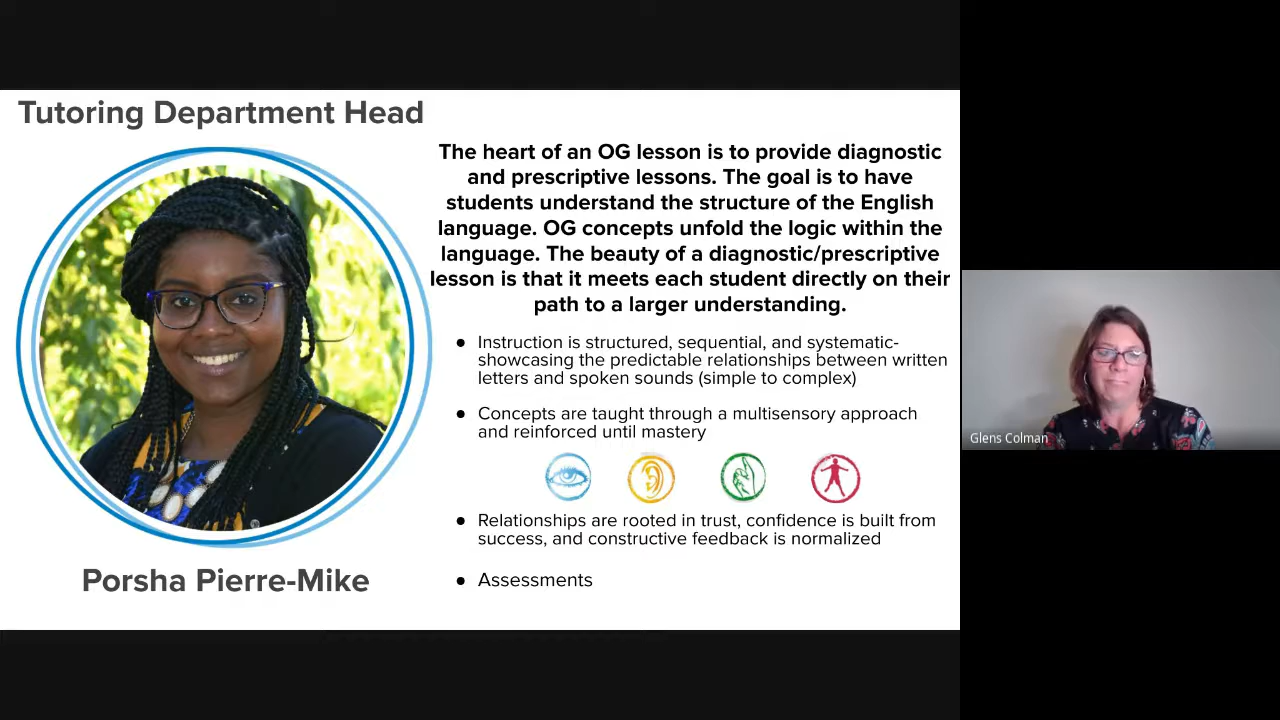 Tutoring Department Head
The heart of an OG lesson is to provide diagnostic
and prescriptive lessons. The goal is to have
students understand the structure of the English
language. OG concepts unfold the logic within the
language. The beauty of a diagnostic/prescriptive
lesson is that it meets each student directly on their
path to a larger understanding.
● Instruction is structured, sequential, and systematic-
showcasing the predictable relationships between written
letters and spoken sounds (simple to complex)
● Concepts are taught through a multisensory approach
and reinforced until mastery
● Relationships are rooted in trust, confidence is built from
success, and constructive feedback is normalized
● Assessments
Porsha Pierre-Mike
Glens Colman